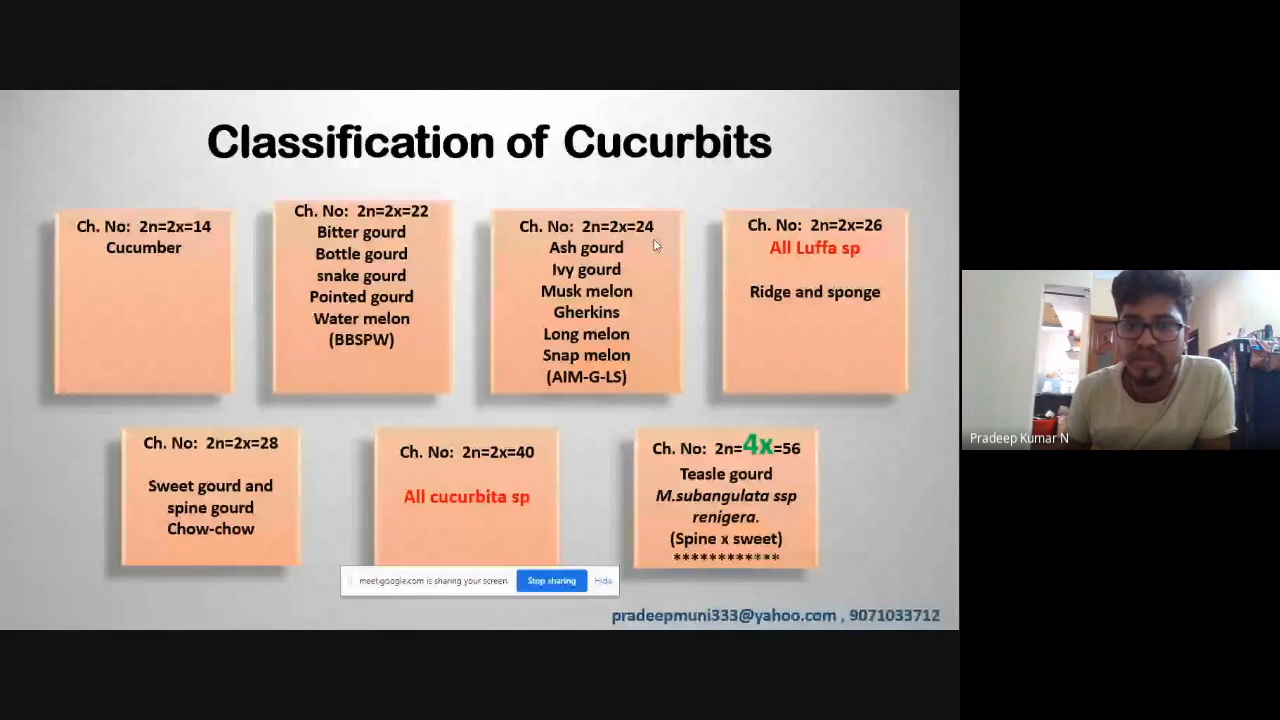 Classification of Cucurbits
Ch. No: 2n=2x=14
Cucumber
Ch. No: 2n=2x=22
Bitter gourd
Bottle gourd
snake gourd
Pointed gourd
Water melon
(BBSPW)
Ch. No: 2n=2x=24
Ash gourd
Ivy gourd
Musk melon
Gherkins
Long melon
Snap melon
(AIM-G-LS)
Ch. No: 2n=2x=26
All Luffa sp
Ridge and sponge
Ch. No: 2n=2x=28
Sweet gourd and
spine gourd
Chow-chow
Ch. No: 2n=2x=40
All cucurbita sp
Ch. No: 2n=4x=56
Teasle gourd
M.subangulata ssp
renigera.
(Spine x sweet)
************
meet.google.com is sharing your screen. Stop sharing Hide
pradeepmuni333@yahoo.com , 9071033712
Pradeep Kumar N